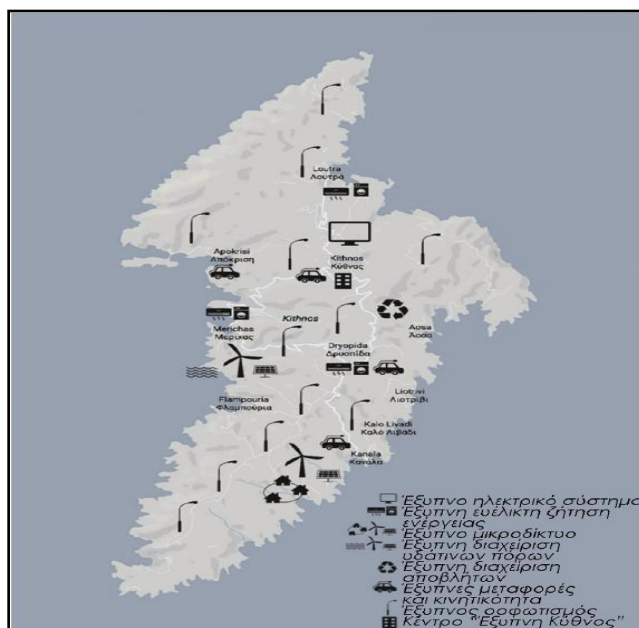 Loutra
Λουτρά
Apokrisi
Απόκριση
Kithnos
Κύθνος
Merichas
Μέριχας
Kithnos
Dryopida
Δρυοπίδα
Aosa
Άοσα
Flampouria
Φλαμπούρια
Liotrivi
Λιοτρίβι
Kalo Livadi
Καλό Λιβάδι
Kanala
Κανάλα
Έξυπνο ηλεκτρικό σύστημα
Έξυπνη ευέλικτη ζήτηση
ενέργειας
Έξυπνο μικροδίκτυο
Έξυπνη διαχείριση
υδάτινων πόρων
Έξυπνη διαχείριση
αποβλήτων
Έξυπνες μεταφορές
και κινητικότητα
Έξυπνος οοφωτισμός
Κέντρο "Έξυπνη Κύθνος"